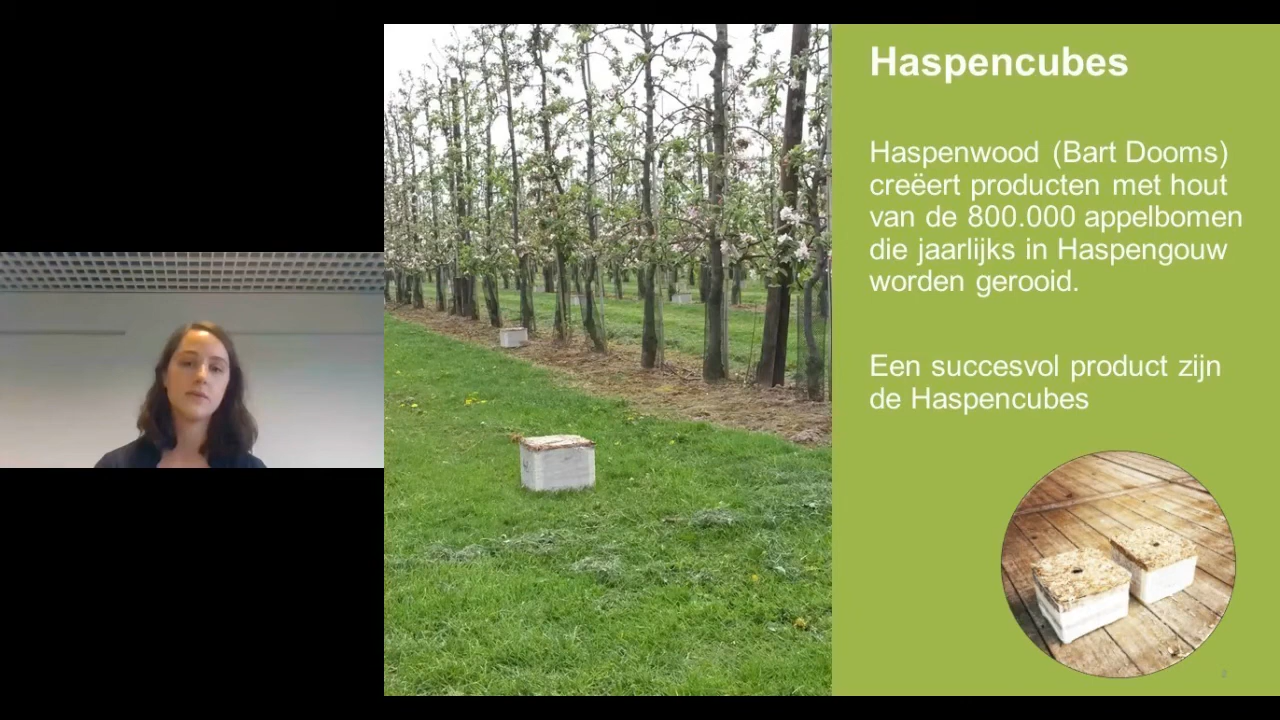 Haspencubes
Haspenwood (Bart Dooms)
creëert producten met hout
van de 800.000 appelbomen
die jaarlijks in Haspengouw
worden gerooid.
Een succesvol product zijn
de Haspencubes